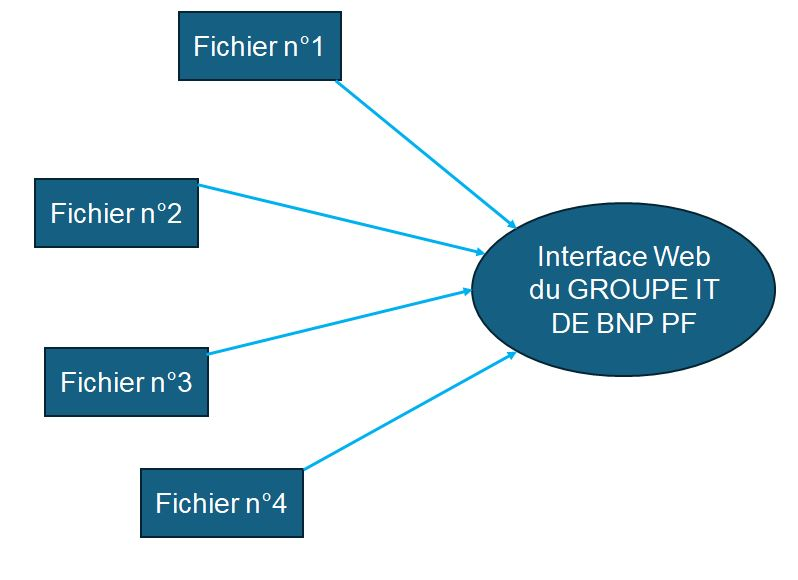 Fichier n°1
Fichier n°2
Interface Web
du GROUPE IT
DE BNP PF
Fichier n°3
Fichier n°4